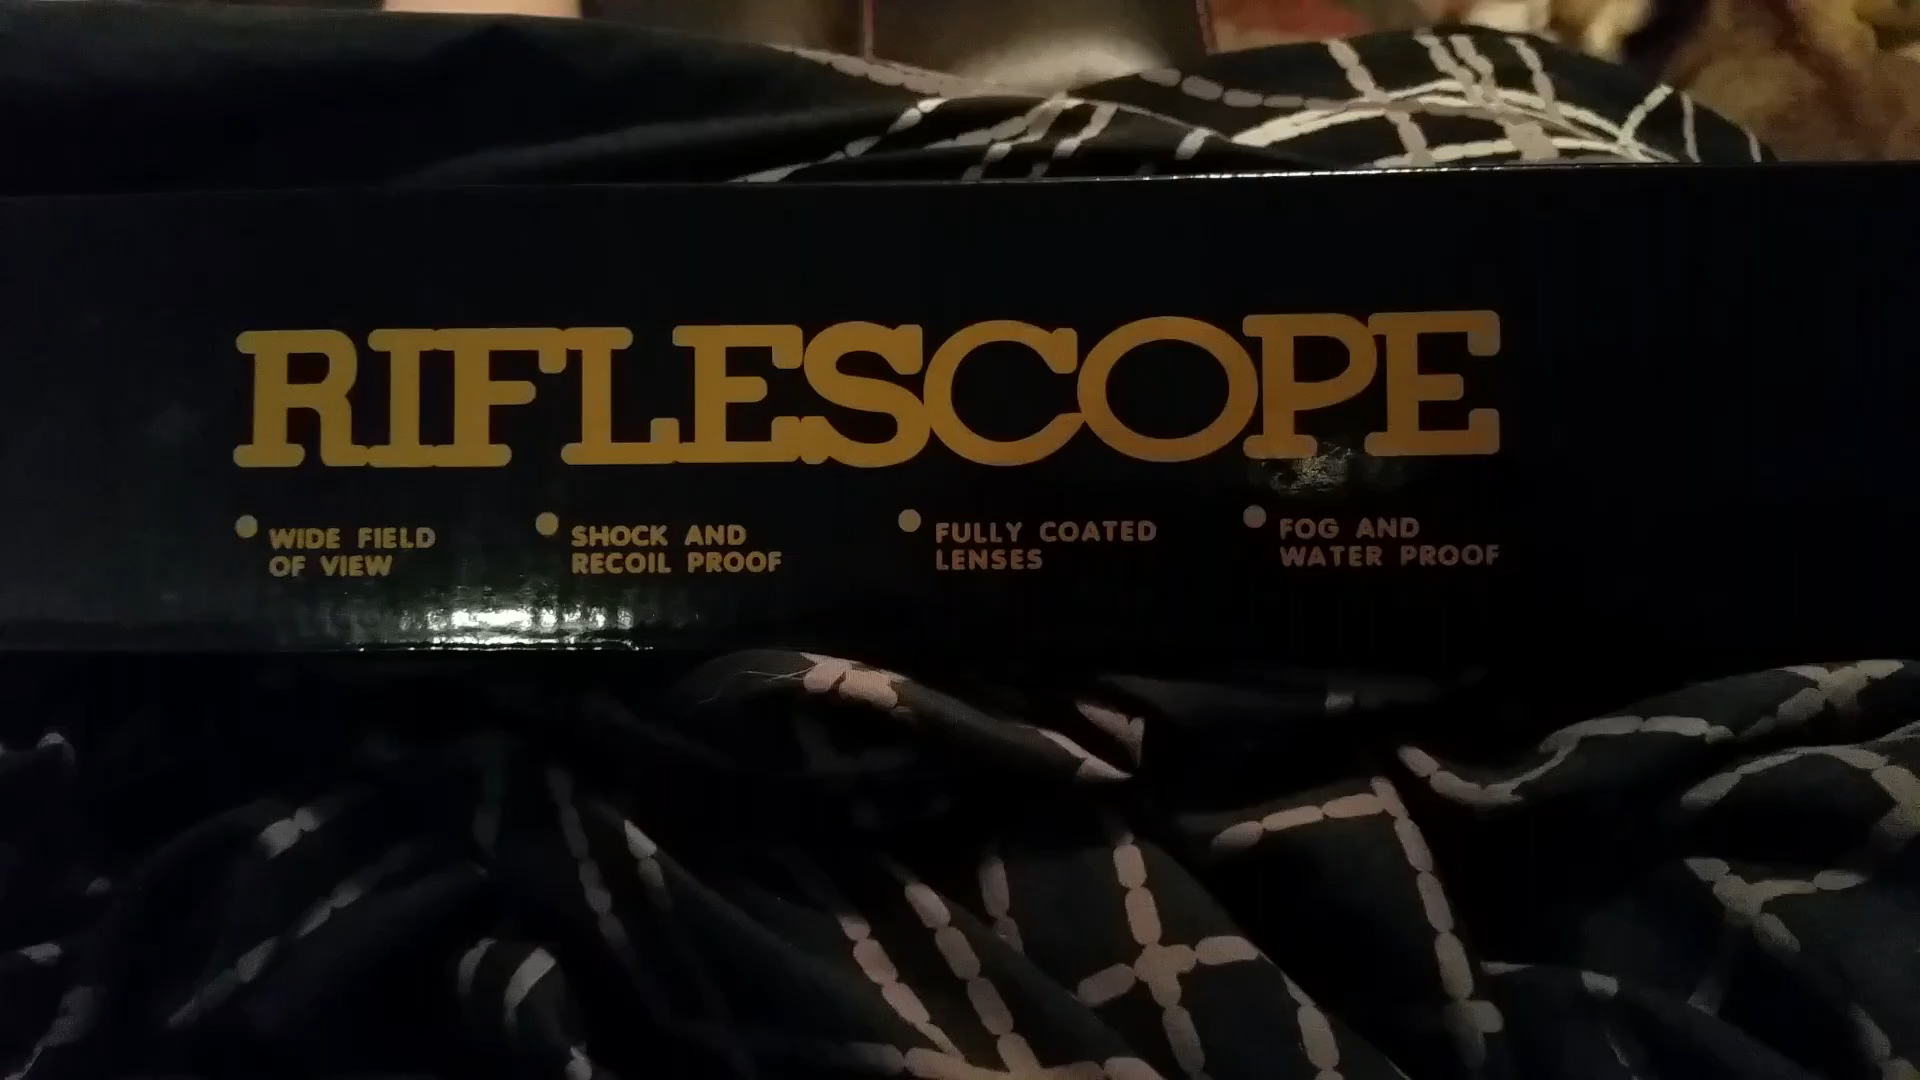 RIFLESCOPE
WIDE FIELD
OF VIEW
SHOCK AND
RECOIL PROOF
FULLY COATED
LENSES
FOG AND
WATER PROOF